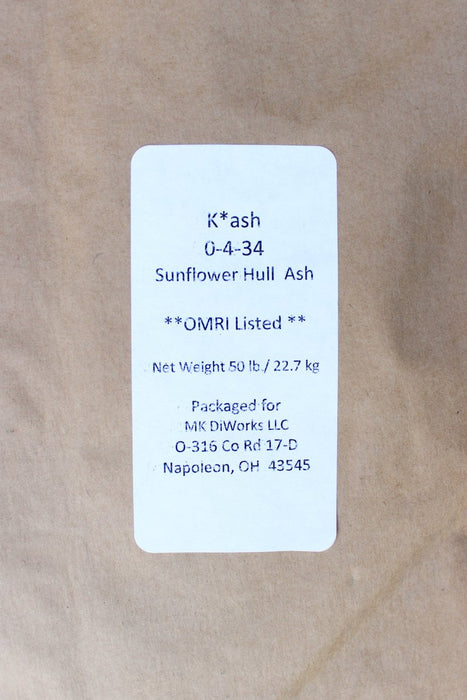 K*ash
0-4-34
Sunflower Hull Ash
**OMRI Listed **
Net Weight 50 lb./ 22.7 kg
Packaged for
MK DiWorks LLC
O-316 Co Rd 17-D
Napoleon, OH 43545